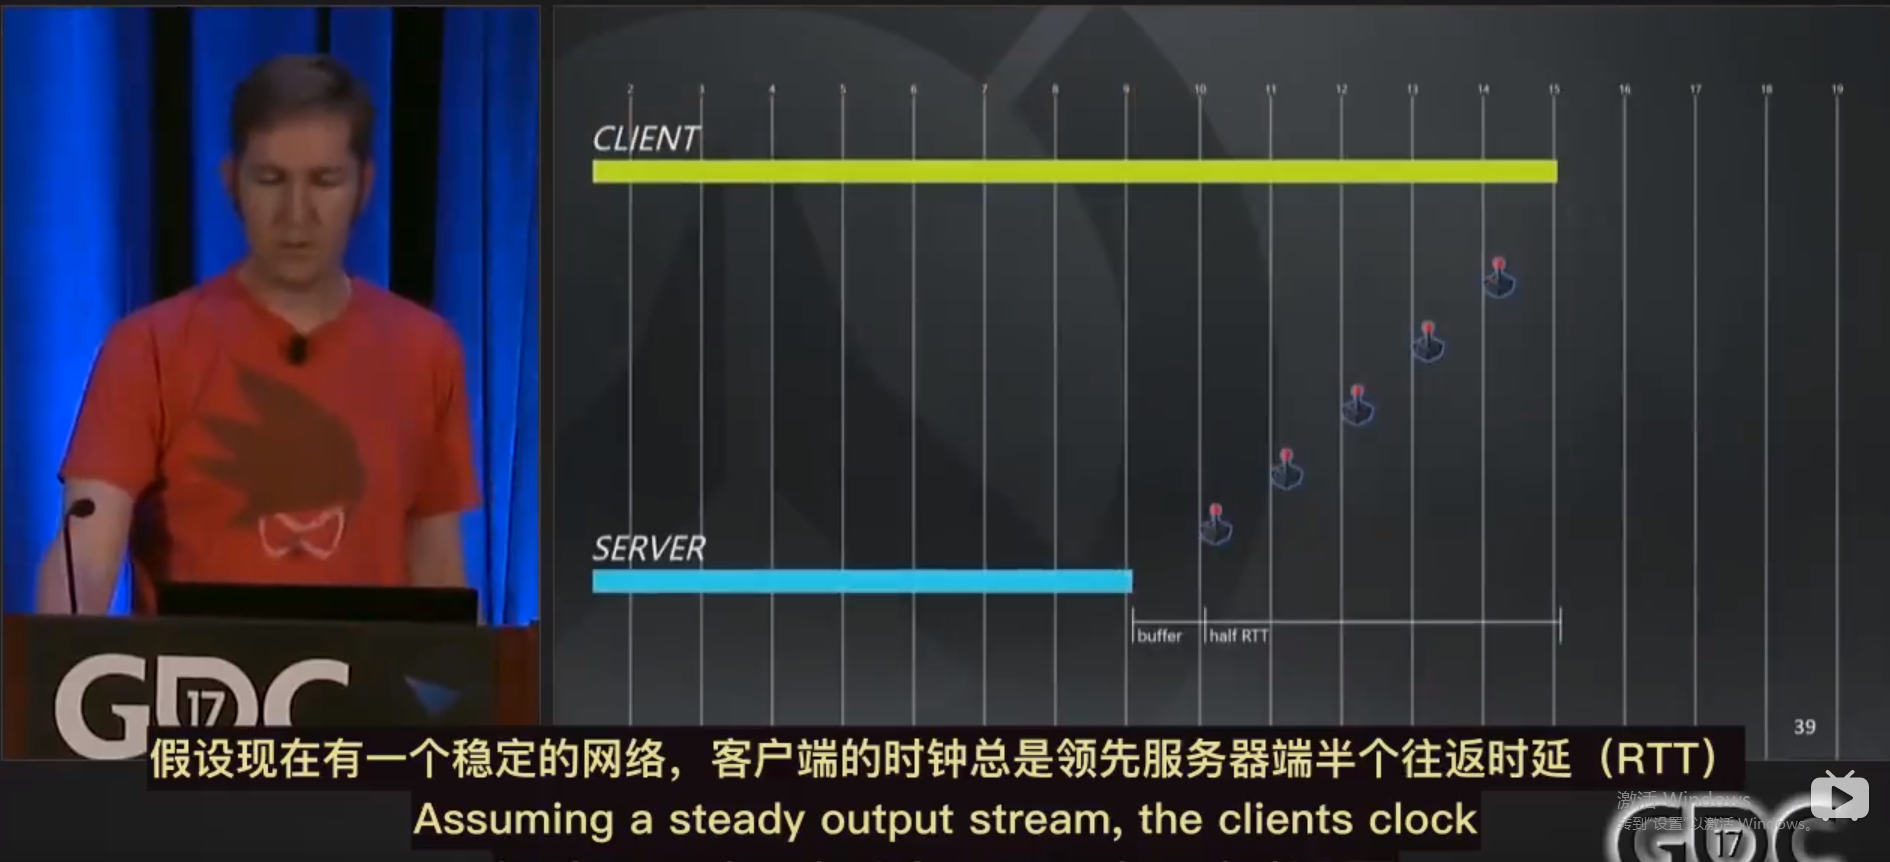 2 3 4 5 6 7 8 9 10 11 12 13 14 15 16 17 18 19
CLIENT
SERVER
buffer
half RTT
39
GDC
17
假设现在有一个稳定的网络，客户端的时钟总是领先服务器端半个往返时延（RTT）
Assuming a steady output stream, the clients clock
激活 Windows
转到"设置"以激活 Windows。
GDC
17